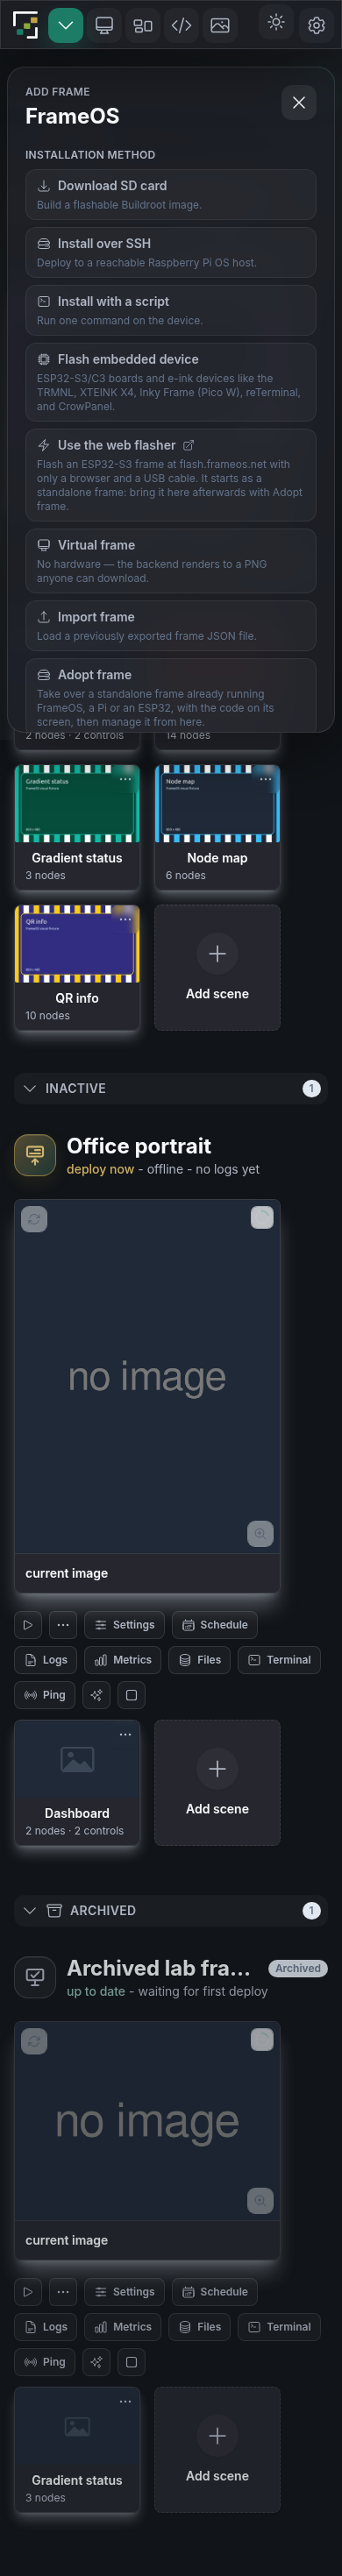 ADD FRAME
FrameOS
INSTALLATION METHOD
Download SD card
Build a flashable Buildroot image.
Install over SSH
Deploy to a reachable Raspberry Pi OS host.
Install with a script
Run one command on the device.
Flash embedded device
ESP32-S3/C3 boards and e-ink devices like the
TRMNL, XTEINK X4, Inky Frame (Pico W), reTerminal,
and CrowPanel.
Use the web flasher
Flash an ESP32-S3 frame at flash.frameos.net with
only a browser and a USB cable. It starts as a
standalone frame: bring it here afterwards with Adopt
frame.
Virtual frame
No hardware — the backend renders to a PNG
anyone can download.
Import frame
Load a previously exported frame JSON file.
Adopt frame
Take over a standalone frame already running
FrameOS, a Pi or an ESP32, with the code on its
screen, then manage it from here.
2 nodes · 2 controls
14 nodes
Gradient status
Node map
Gradient status
3 nodes
Node map
6 nodes
QR info
QR info
10 nodes
Add scene
INACTIVE
1
Office portrait
deploy now - offline - no logs yet
no image
current image
Settings
Schedule
Logs
Metrics
Files
Terminal
Ping
Dashboard
2 nodes · 2 controls
Add scene
ARCHIVED
1
Archived lab fra...
Archived
up to date - waiting for first deploy
no image
current image
Settings
Schedule
Logs
Metrics
Files
Terminal
Ping
Gradient status
3 nodes
Add scene